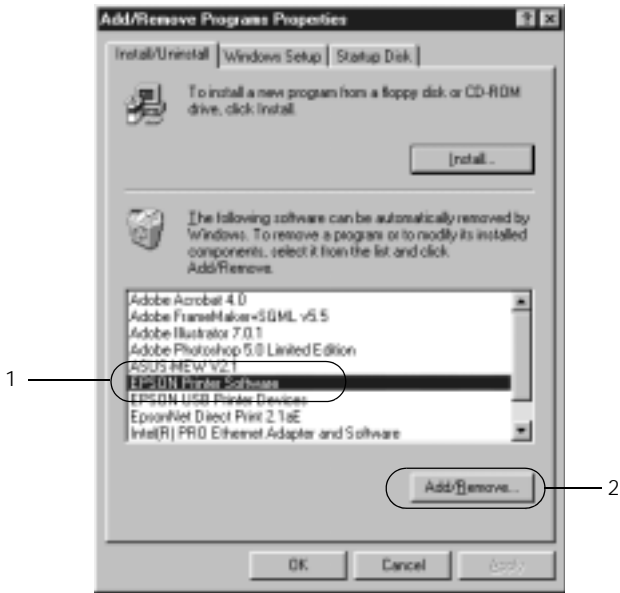 Add/Remove Programs Properties
Install/Uninstall Windows Setup Startup Disk
To install a new program from a floppy disk or CD-ROM
drive, click Install.
Install...
The following software can be automatically removed by
Windows. To remove a program or to modify its installed
components, select it from the list and click
Add/Remove.
Adobe Acrobat 4.0
Adobe FrameMaker+SGML v5.5
Adobe Illustrator 7.0.1
Adobe Photoshop 5.0 Limited Edition
ASUS MEW V2.1
1
EPSON Printer Software
EPSON USB Printer Devices
EpsonNet Direct Print 2.1aE
Intel(R) PRO Ethernet Adapter and Software
Add/Remove...
2
OK Cancel Apply